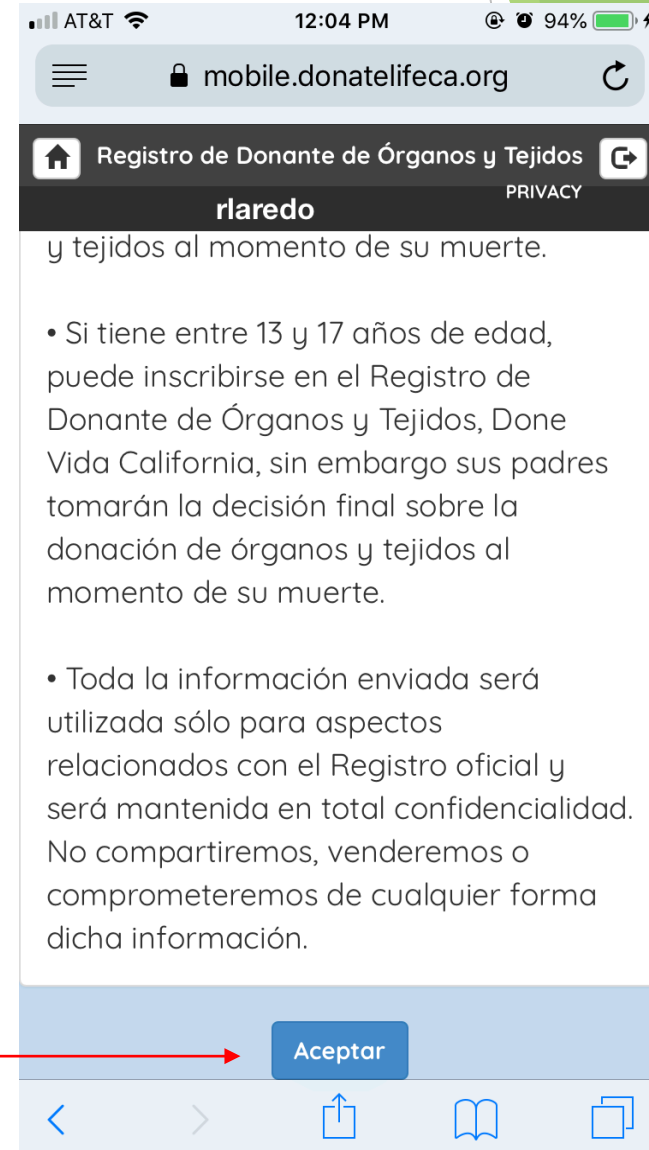 AT&T 12:04 PM 94%
mobile.donatelifeca.org
Registro de Donante de Órganos y Tejidos
PRIVACY
rlaredo
y tejidos al momento de su muerte.
• Si tiene entre 13 y 17 años de edad,
puede inscribirse en el Registro de
Donante de Órganos y Tejidos, Done
Vida California, sin embargo sus padres
tomarán la decisión final sobre la
donación de órganos y tejidos al
momento de su muerte.
• Toda la información enviada será
utilizada sólo para aspectos
relacionados con el Registro oficial y
será mantenida en total confidencialidad.
No compartiremos, venderemos o
comprometeremos de cualquier forma
dicha información.
Aceptar